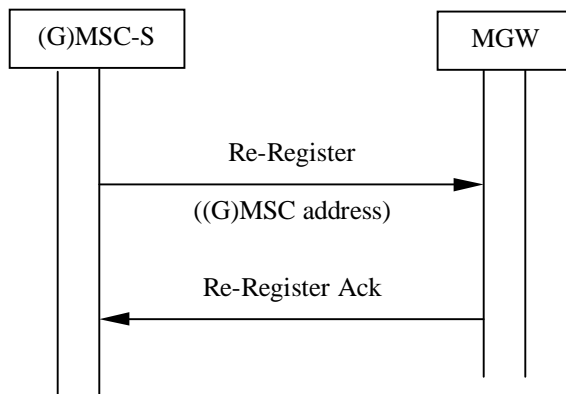 (G)MSC-S
MGW
Re-Register
((G)MSC address)
Re-Register Ack